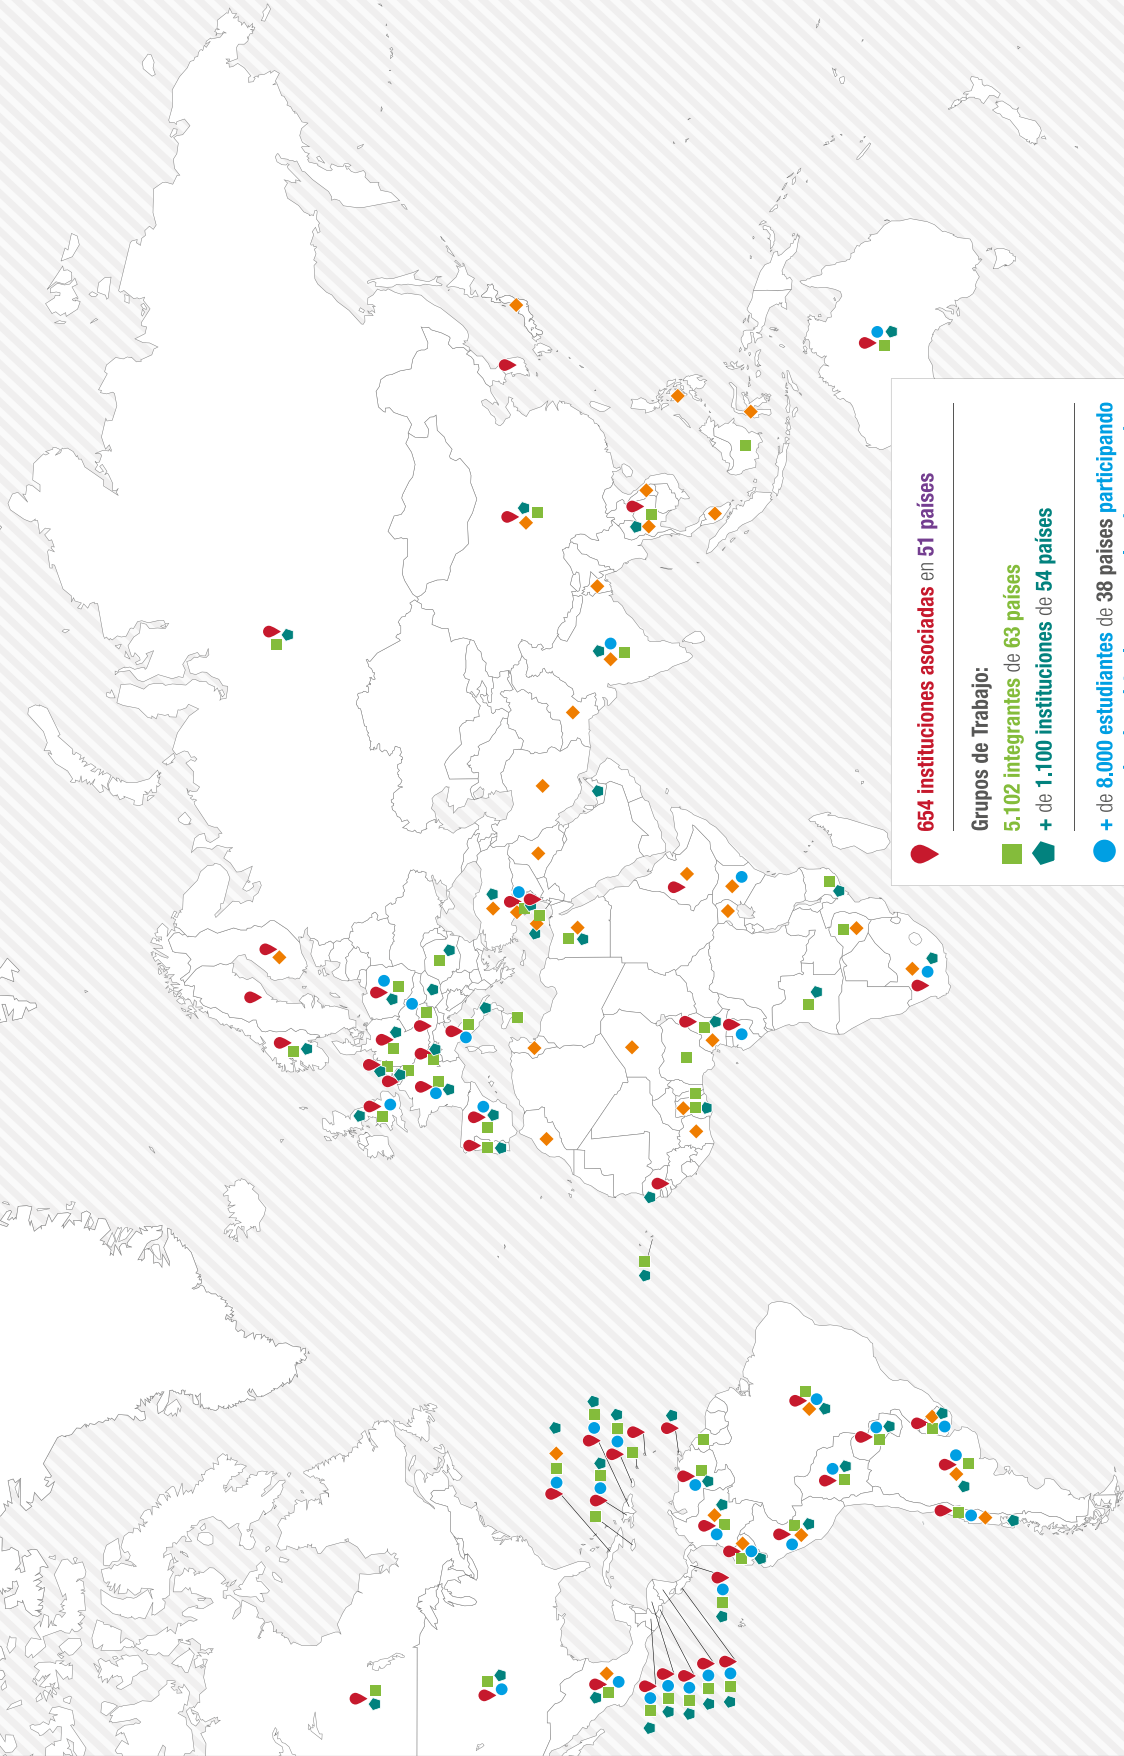 654 instituciones asociadas en 51 países
Grupos de Trabajo:
5.102 integrantes de 63 países
+ de 1.100 instituciones de 54 países
+ de 8.000 estudiantes de 38 paises participando